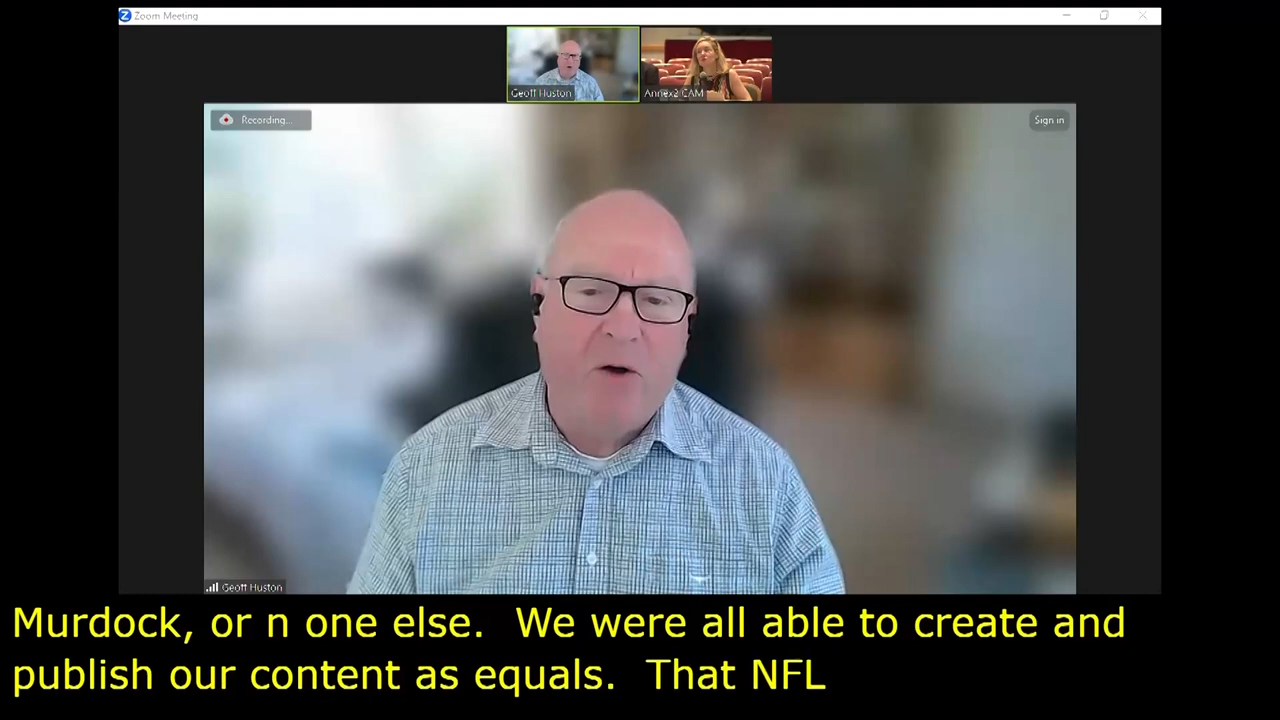 Zoom Meeting
Geoff Huston
Annex2 CAM
Recording...
Sign in
Geoff Huston
Murdock, or n one else.  We were all able to create and
publish our content as equals.  That NFL